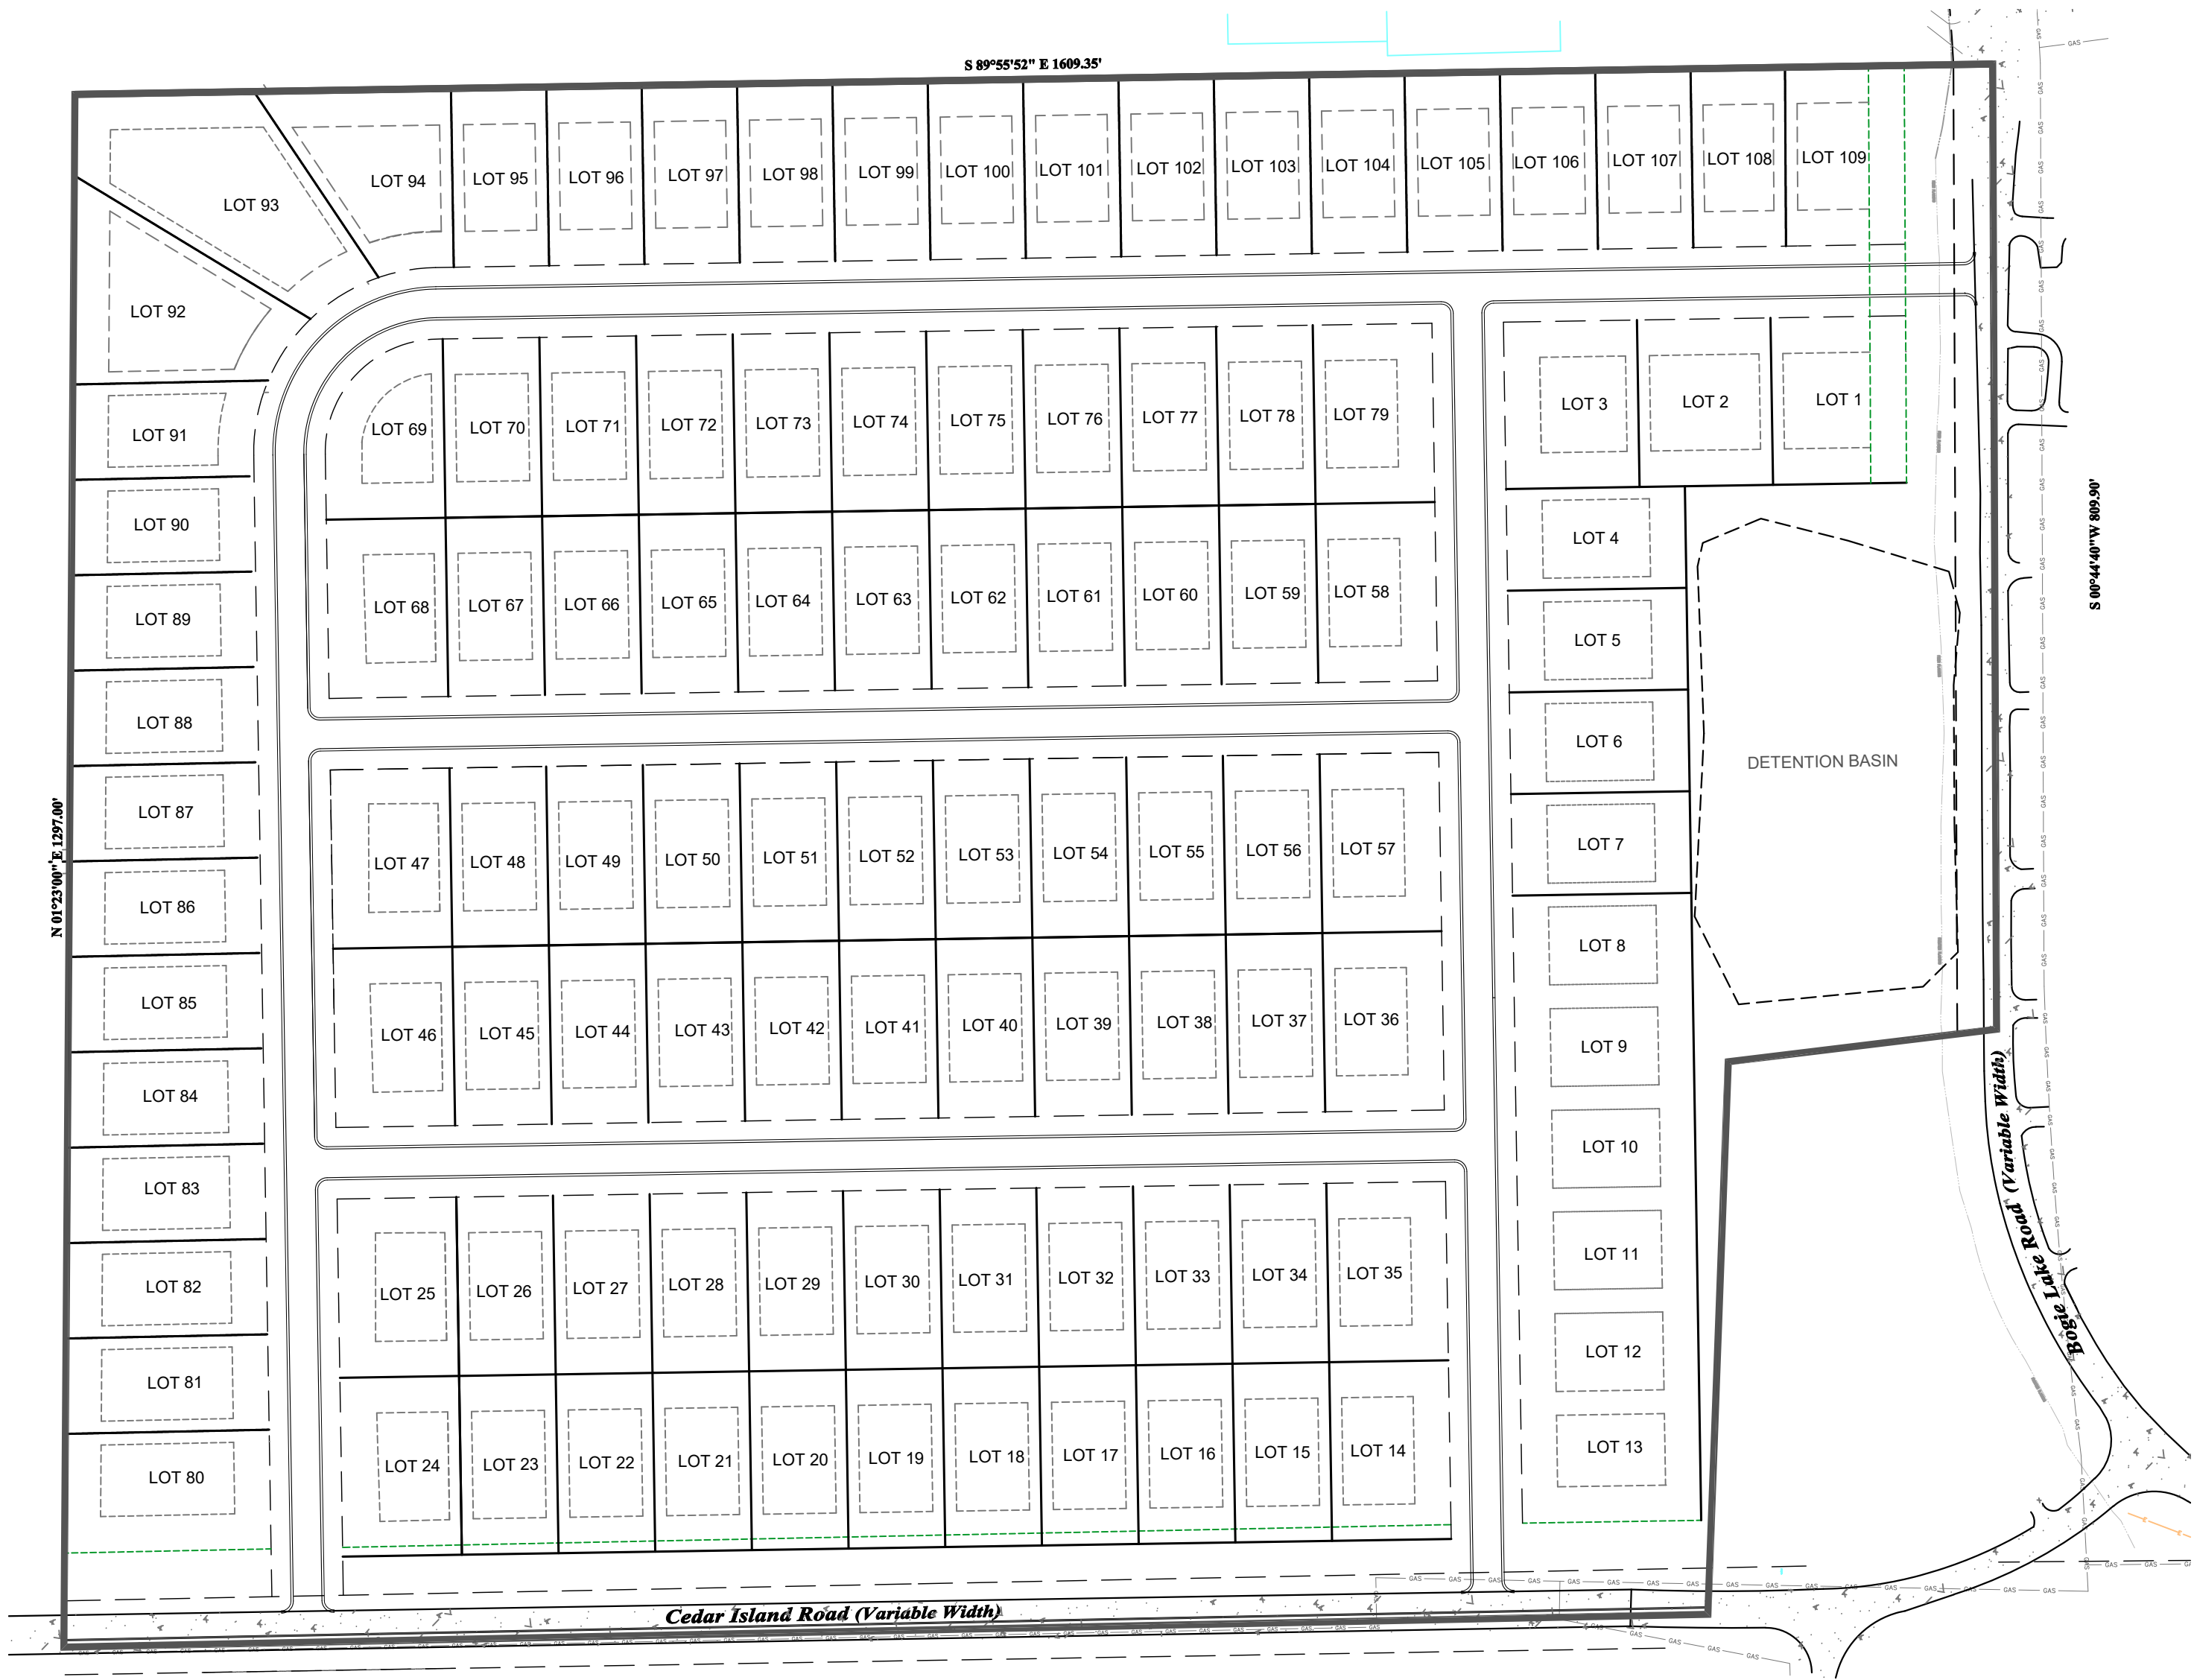 S 89°55'52" E 1609.35'
GAS
GAS
LOT 94
LOT 95
LOT 96
LOT 97
LOT 98
LOT 99
LOT 100
LOT 101
LOT 102
LOT 103
LOT 104
LOT 105
LOT 106
LOT 107
LOT 108
LOT 109
LOT 93
LOT 92
LOT 91
LOT 90
LOT 89
LOT 88
LOT 87
LOT 86
LOT 85
LOT 84
LOT 83
LOT 82
LOT 81
LOT 80
N 01°23'00" E 1297.00'
LOT 69
LOT 70
LOT 71
LOT 72
LOT 73
LOT 74
LOT 75
LOT 76
LOT 77
LOT 78
LOT 79
LOT 68
LOT 67
LOT 66
LOT 65
LOT 64
LOT 63
LOT 62
LOT 61
LOT 60
LOT 59
LOT 58
LOT 47
LOT 48
LOT 49
LOT 50
LOT 51
LOT 52
LOT 53
LOT 54
LOT 55
LOT 56
LOT 57
LOT 46
LOT 45
LOT 44
LOT 43
LOT 42
LOT 41
LOT 40
LOT 39
LOT 38
LOT 37
LOT 36
LOT 25
LOT 26
LOT 27
LOT 28
LOT 29
LOT 30
LOT 31
LOT 32
LOT 33
LOT 34
LOT 35
LOT 24
LOT 23
LOT 22
LOT 21
LOT 20
LOT 19
LOT 18
LOT 17
LOT 16
LOT 15
LOT 14
LOT 3
LOT 2
LOT 1
LOT 4
LOT 5
LOT 6
LOT 7
LOT 8
LOT 9
LOT 10
LOT 11
LOT 12
LOT 13
DETENTION BASIN
S 00°44'40"W 809.90'
Bogie Lake Road (Variable Width)
Cedar Island Road (Variable Width)